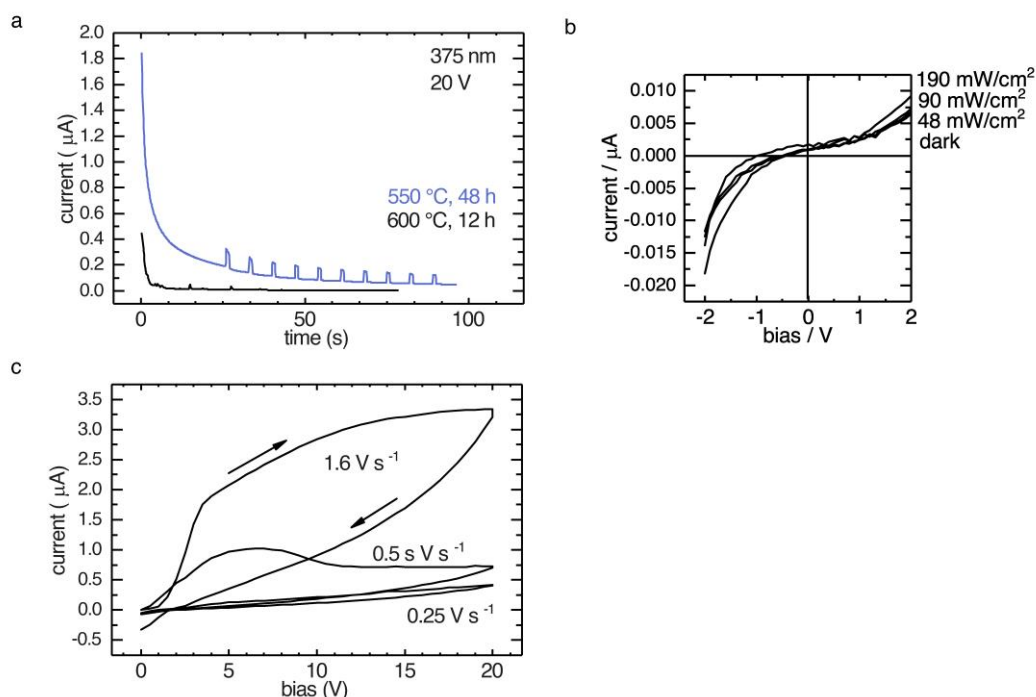 a
2.0
1.8
1.6
1.4
1.2
1.0
0.8
0.6
0.4
0.2
0.0
current ( μA)
375 nm
20 V
550 °C, 48 h
600 °C, 12 h
0
50
100
time (s)
b
0.010
0.005
0.000
-0.005
-0.010
-0.015
-0.020
current / μA
190 mW/cm²
90 mW/cm²
48 mW/cm²
dark
-2
-1
0
1
2
bias / V
c
3.5
3.0
2.5
2.0
1.5
1.0
0.5
0.0
-0.5
current ( μA)
1.6 V s⁻¹
0.5 s V s⁻¹
0.25 V s⁻¹
0
5
10
15
20
bias (V)